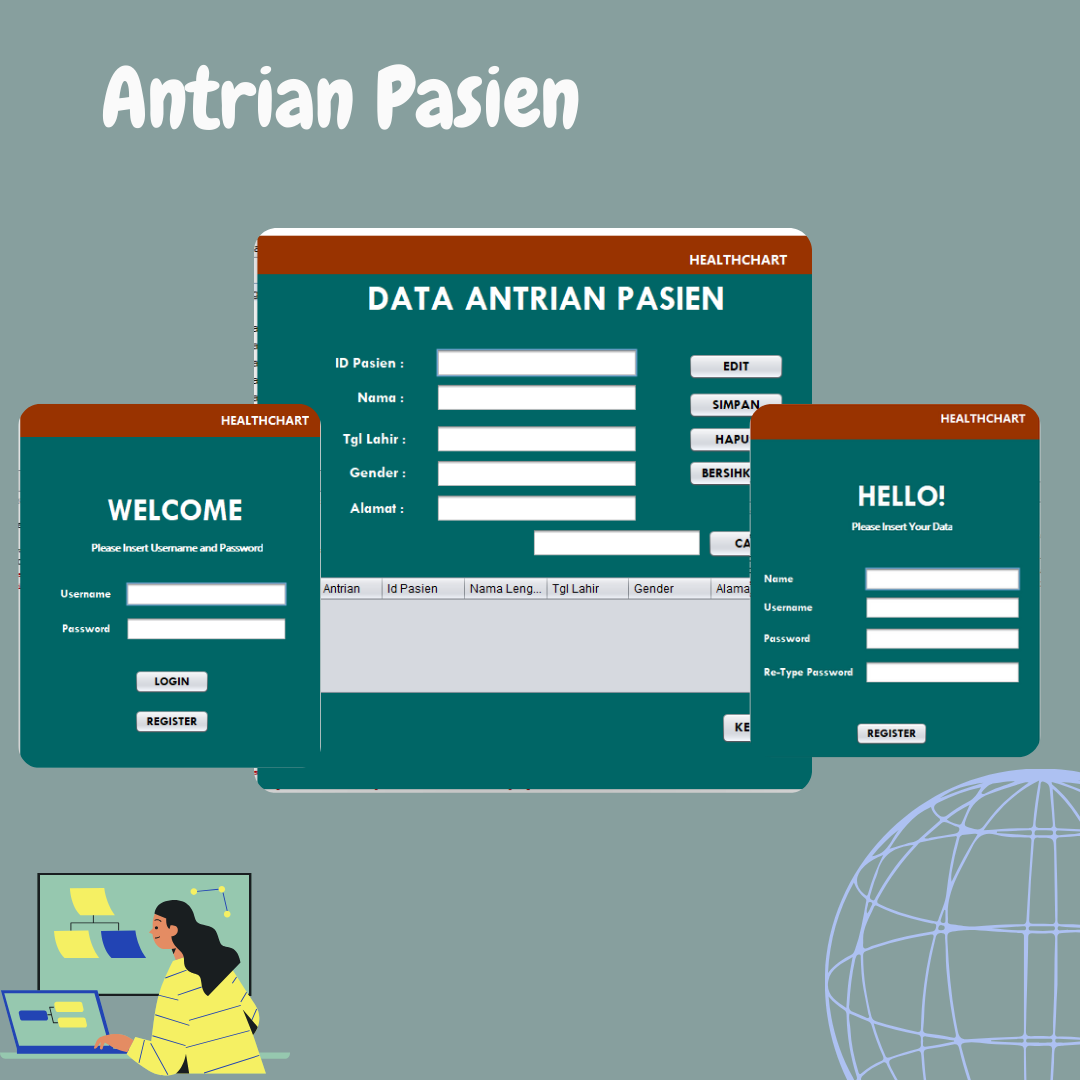 Antrian Pasien
HEALTHCHART
DATA ANTRIAN PASIEN
ID Pasien :
Nama :
Tgl Lahir :
Gender :
Alamat :
EDIT
SIMPAN
HAPU
BERSIHK
CA
Antrian Id Pasien Nama Leng... Tgl Lahir Gender Alama
KE
HEALTHCHART
WELCOME
Please Insert Username and Password
Username
Password
LOGIN
REGISTER
HEALTHCHART
HELLO!
Please Insert Your Data
Name
Username
Password
Re-Type Password
REGISTER